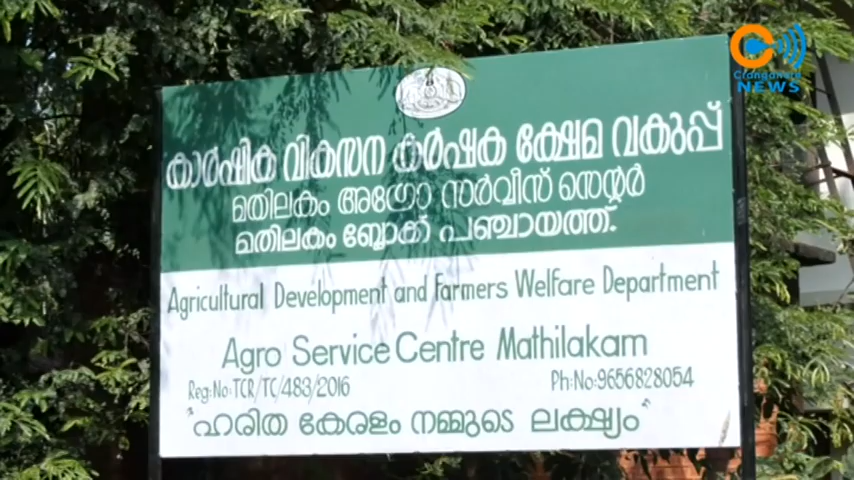 Cranganore
NEWS
കാർഷിക വികസന കർഷക ക്ഷേമ വകുപ്പ്
മതിലകം അഗ്രോ സർവ്വീസ് സെന്റർ
മതിലകം ബ്ലോക്ക് പഞ്ചായത്ത്.
Agricultural Development and Farmers Welfare Department
Agro Service Centre Mathilakam
Reg:No:TCR/TC/483/2016 Ph:No:9656828054
"ഹരിത കേരളം നമ്മുടെ ലക്ഷ്യം"